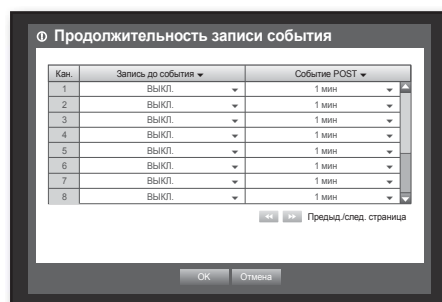 Продолжительность записи события
Кан. Запись до события Событие POST
1 ВЫКЛ. 1 мин
2 ВЫКЛ. 1 мин
3 ВЫКЛ. 1 мин
4 ВЫКЛ. 1 мин
5 ВЫКЛ. 1 мин
6 ВЫКЛ. 1 мин
7 ВЫКЛ. 1 мин
8 ВЫКЛ. 1 мин
Предыд./след. страница
OK Отмена